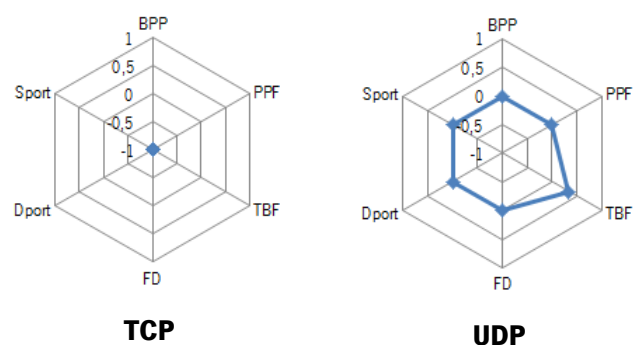 BPP
1
0,5
0
-0,5
-1
PPF
TBF
FD
Dport
Sport
TCP
BPP
1
0,5
0
-0,5
-1
PPF
TBF
FD
Dport
Sport
UDP